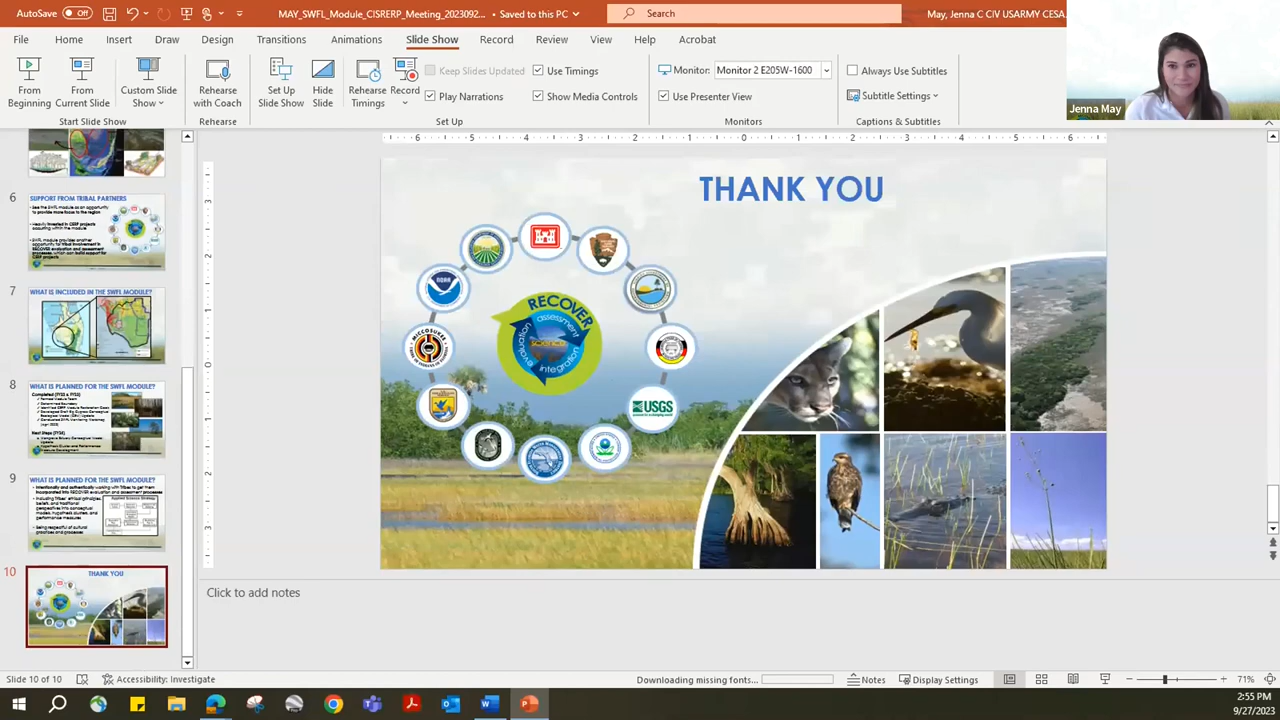 AutoSave Off MAY_SWFL_Module_CISRERP_Meeting_2023092... • Saved to this PC Search May, Jenna C CIV USARMY CESA...
File Home Insert Draw Design Transitions Animations Slide Show Record Review View Help Acrobat
From Beginning
From Current Slide
Custom Slide Show
Rehearse with Coach
Set Up Slide Show
Hide Slide
Rehearse Timings
Record
Keep Slides Updated
Play Narrations
Use Timings
Show Media Controls
Monitor: Monitor 2 E205W-1600
Use Presenter View
Always Use Subtitles
Subtitle Settings
Start Slide Show Rehearse Set Up Monitors Captions & Subtitles
Jenna May
6
SUPPORT FROM TRIBAL PARTNERS
7
WHAT IS INCLUDED IN THE SWFL MODULE?
8
WHAT IS PLANNED FOR THE SWFL MODULE?
9
WHAT IS PLANNED FOR THE SWFL MODULE?
10
THANK YOU
THANK YOU
RECOVER
assessment
science
evaluation
integration
NOAA
USGS
Click to add notes
Slide 10 of 10 Accessibility: Investigate Downloading missing fonts... Notes Display Settings 71%
2:55 PM
9/27/2023